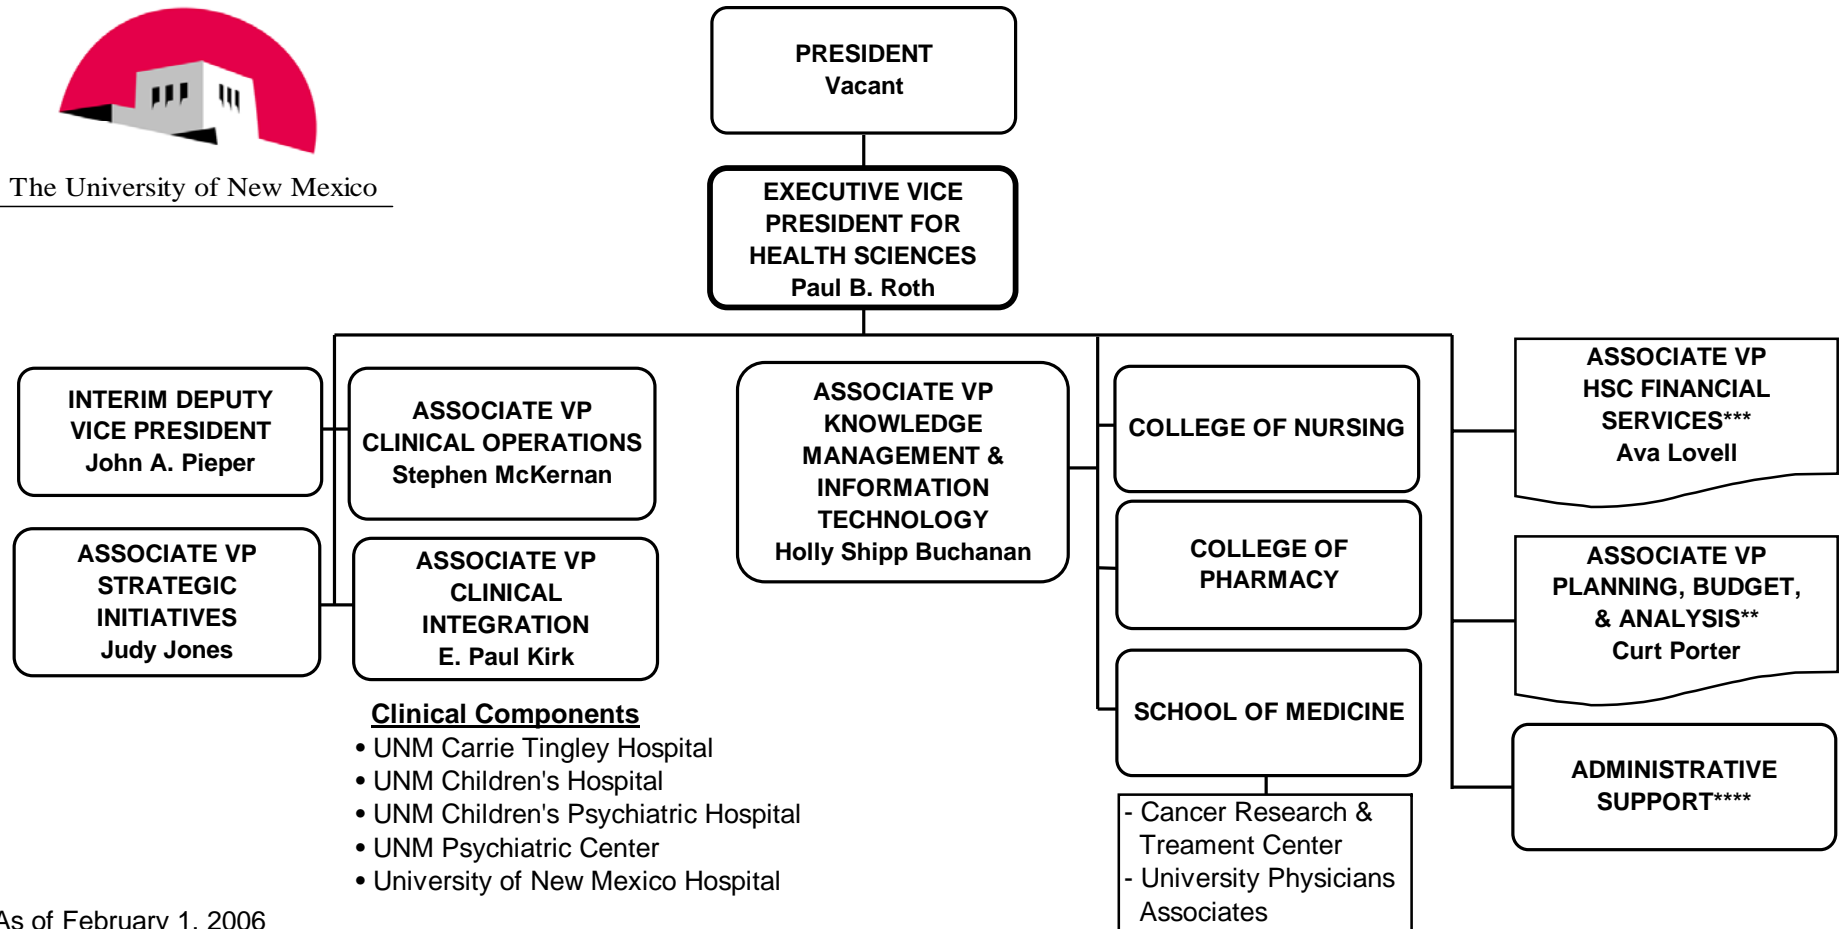 The University of New Mexico
PRESIDENT
Vacant
EXECUTIVE VICE
PRESIDENT FOR
HEALTH SCIENCES
Paul B. Roth
INTERIM DEPUTY
VICE PRESIDENT
John A. Pieper
ASSOCIATE VP
CLINICAL OPERATIONS
Stephen McKernan
ASSOCIATE VP
STRATEGIC
INITIATIVES
Judy Jones
ASSOCIATE VP
CLINICAL
INTEGRATION
E. Paul Kirk
Clinical Components
• UNM Carrie Tingley Hospital
• UNM Children's Hospital
• UNM Children's Psychiatric Hospital
• UNM Psychiatric Center
• University of New Mexico Hospital
ASSOCIATE VP
KNOWLEDGE
MANAGEMENT &
INFORMATION
TECHNOLOGY
Holly Shipp Buchanan
COLLEGE OF NURSING
COLLEGE OF
PHARMACY
SCHOOL OF MEDICINE
- Cancer Research &
Treament Center
- University Physicians
Associates
ASSOCIATE VP
HSC FINANCIAL
SERVICES***
Ava Lovell
ASSOCIATE VP
PLANNING, BUDGET,
& ANALYSIS**
Curt Porter
ADMINISTRATIVE
SUPPORT****
As of February 1, 2006